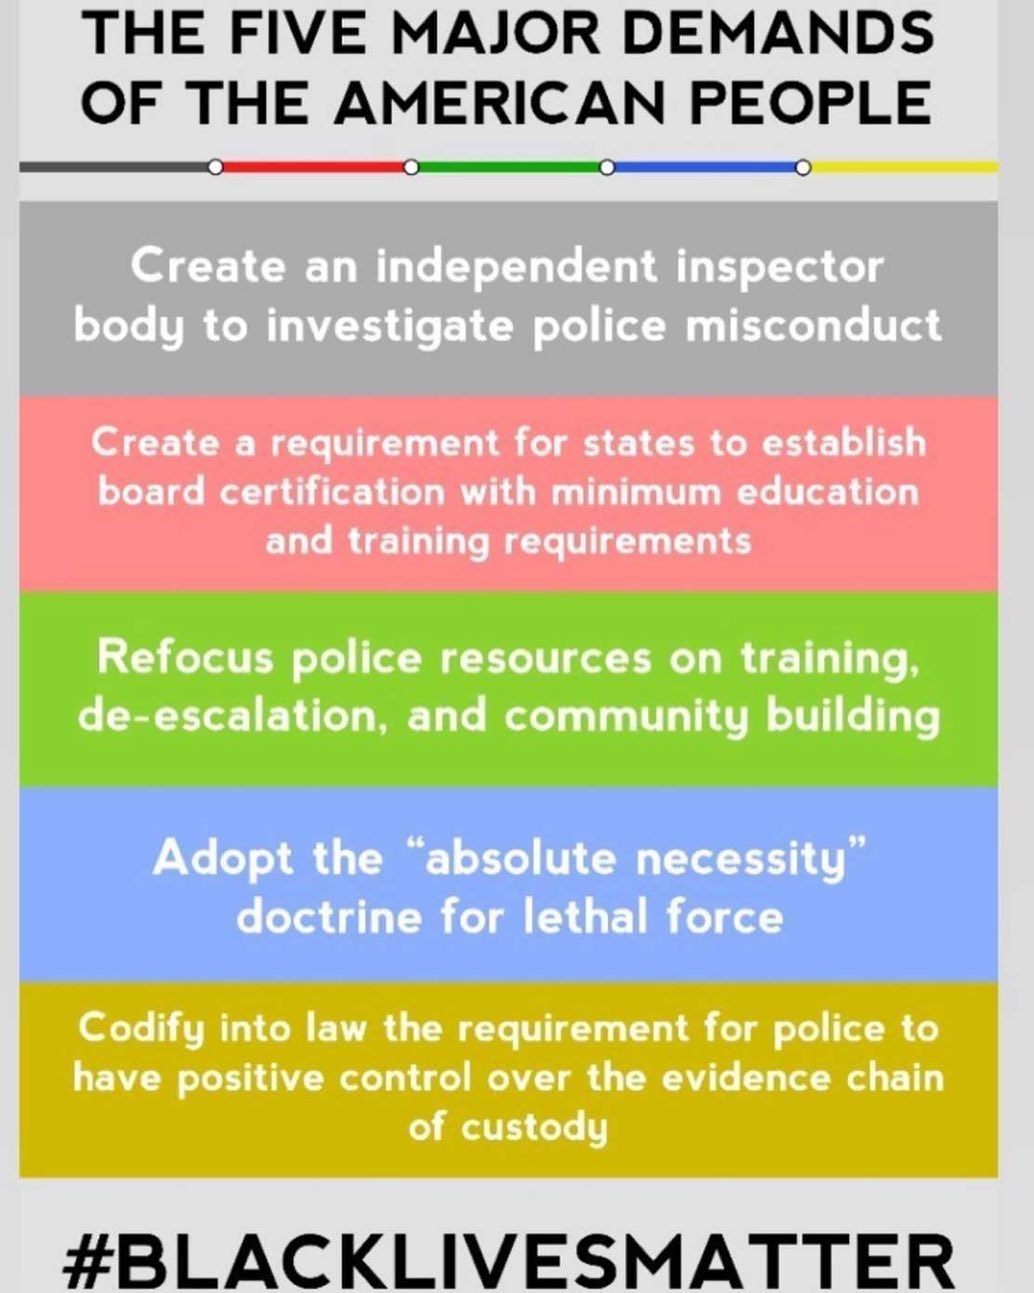 THE FIVE MAJOR DEMANDS
OF THE AMERICAN PEOPLE
Create an independent inspector
body to investigate police misconduct
Create a requirement for states to establish
board certification with minimum education
and training requirements
Refocus police resources on training,
de-escalation, and community building
Adopt the “absolute necessity”
doctrine for lethal force
Codify into law the requirement for police to
have positive control over the evidence chain
of custody
#BLACKLIVESMATTER